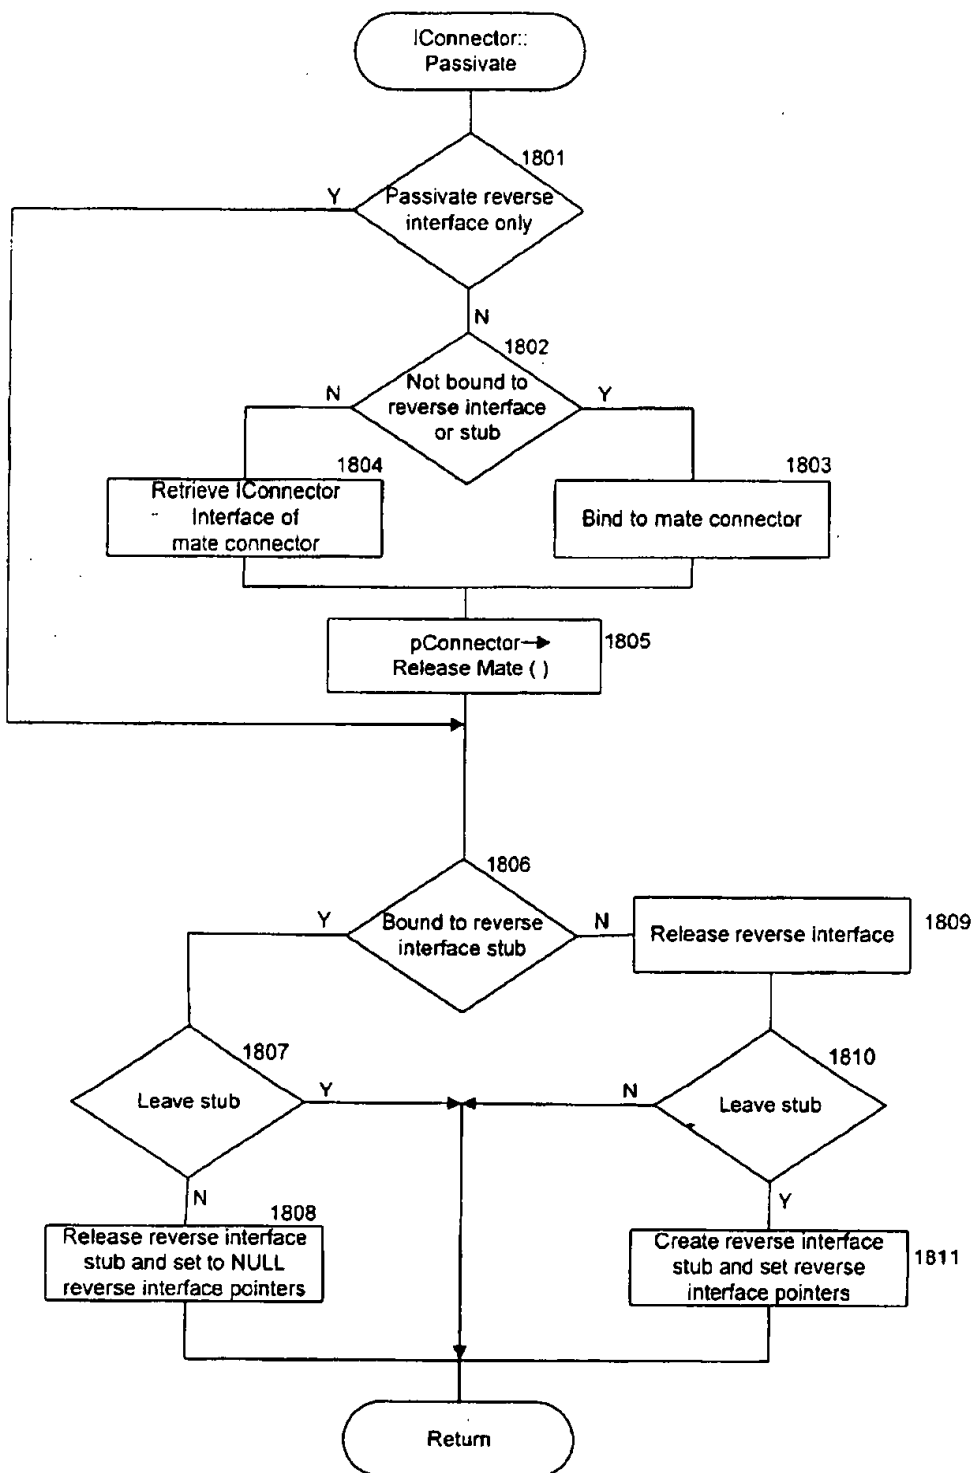 IConnector::
Passivate
1801
Y
Passivate reverse
interface only
N
1802
N
Not bound to
reverse interface
or stub
Y
1804
1803
Retrieve IConnector
Interface of
mate connector
Bind to mate connector
pConnector→
Release Mate ( )
1805
1806
Y
Bound to reverse
interface stub
N
Release reverse interface
1809
1807
Leave stub
Y
1810
N
Leave stub
N
Y
1808
Release reverse interface
stub and set to NULL
reverse interface pointers
Create reverse interface
stub and set reverse
interface pointers
1811
Return